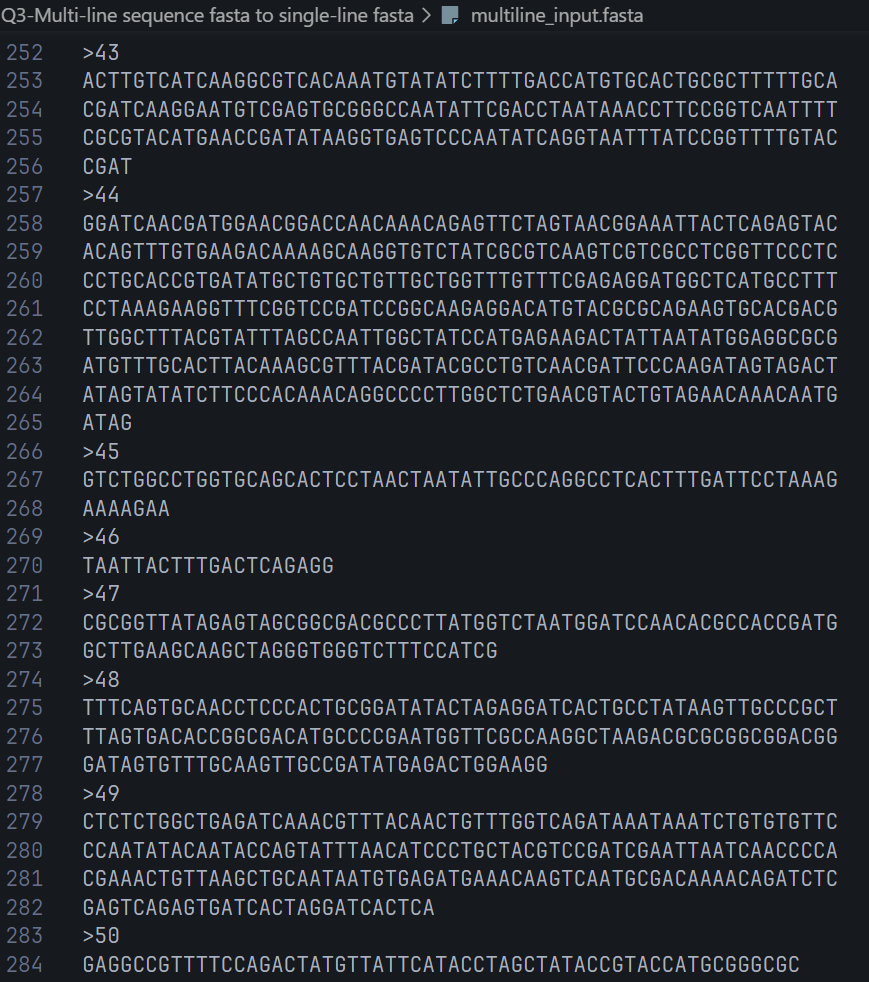 Q3-Multi-line sequence fasta to single-line fasta > multiline_input.fasta
252 >43
253 ACTTGTCATCAAGGCGTCACAAATGTATATCTTTTGACCATGTGCACTGCGCTTTTTGCA
254 CGATCAAGGAATGTCGAGTGCGGGCCAATATTCGACCTAATAAACCTTCCGGTCAATTTT
255 CGCGTACATGAACCGATATAAGGTGAGTCCCAATATCAGGTAATTTATCCGGTTTTGTAC
256 CGAT
257 >44
258 GGATCAACGATGGAACGGACCAACAAACAGAGTTCTAGTAACGGAAATTACTCAGAGTAC
259 ACAGTTTGTGAAGACAAAAGCAAGGTGTCTATCGCGTCAAGTCGTCGCCTCGGTTCCCTC
260 CCTGCACCGTGATATGCTGTGCTGTTGCTGGTTTGTTTCGAGAGGATGGCTCATGCCTTT
261 CCTAAAGAAGGTTTCGGTCCGATCCGGCAAGAGGACATGTACGCGCAGAAGTGCACGACG
262 TTGGCTTTACGTATTTAGCCAATTGGCTATCCATGAGAAGACTATTAATATGGAGGCGCG
263 ATGTTTGCACTTACAAAGCGTTTACGATACGCCTGTCAACGATTCCCAAGATAGTAGACT
264 ATAGTATATCTTCCCACAAACAGGCCCCTTGGCTCTGAACGTACTGTAGAACAAACAATG
265 ATAG
266 >45
267 GTCTGGCCTGGTGCAGCACTCCTAACTAATATTGCCCAGGCCTCACTTTGATTCCTAAAG
268 AAAAGAA
269 >46
270 TAATTACTTTGACTCAGAGG
271 >47
272 CGCGGTTATAGAGTAGCGGCGACGCCCTTATGGTCTAATGGATCCAACACGCCACCGATG
273 GCTTGAAGCAAGCTAGGGTGGGTCTTTCCATCG
274 >48
275 TTTCAGTGCAACCTCCCACTGCGGATATACTAGAGGATCACTGCCTATAAGTTGCCCGCT
276 TTAGTGACACCGGCGACATGCCCCGAATGGTTCGCCAAGGCTAAGACGCGCGGCGGACGG
277 GATAGTGTTTGCAAGTTGCCGATATGAGACTGGAAGG
278 >49
279 CTCTCTGGCTGAGATCAAACGTTTACAACTGTTTGGTCAGATAAATAAATCTGTGTGTTC
280 CCAATATACAATACCAGTATTTAACATCCCTGCTACGTCCGATCGAATTAATCAACCCCA
281 CGAAACTGTTAAGCTGCAATAATGTGAGATGAAACAAGTCAATGCGACAAAACAGATCTC
282 GAGTCAGAGTGATCACTAGGATCACTCA
283 >50
284 GAGGCCGTTTTCCAGACTATGTTATTCATACCTAGCTATACCGTACCATGCGGGCGC